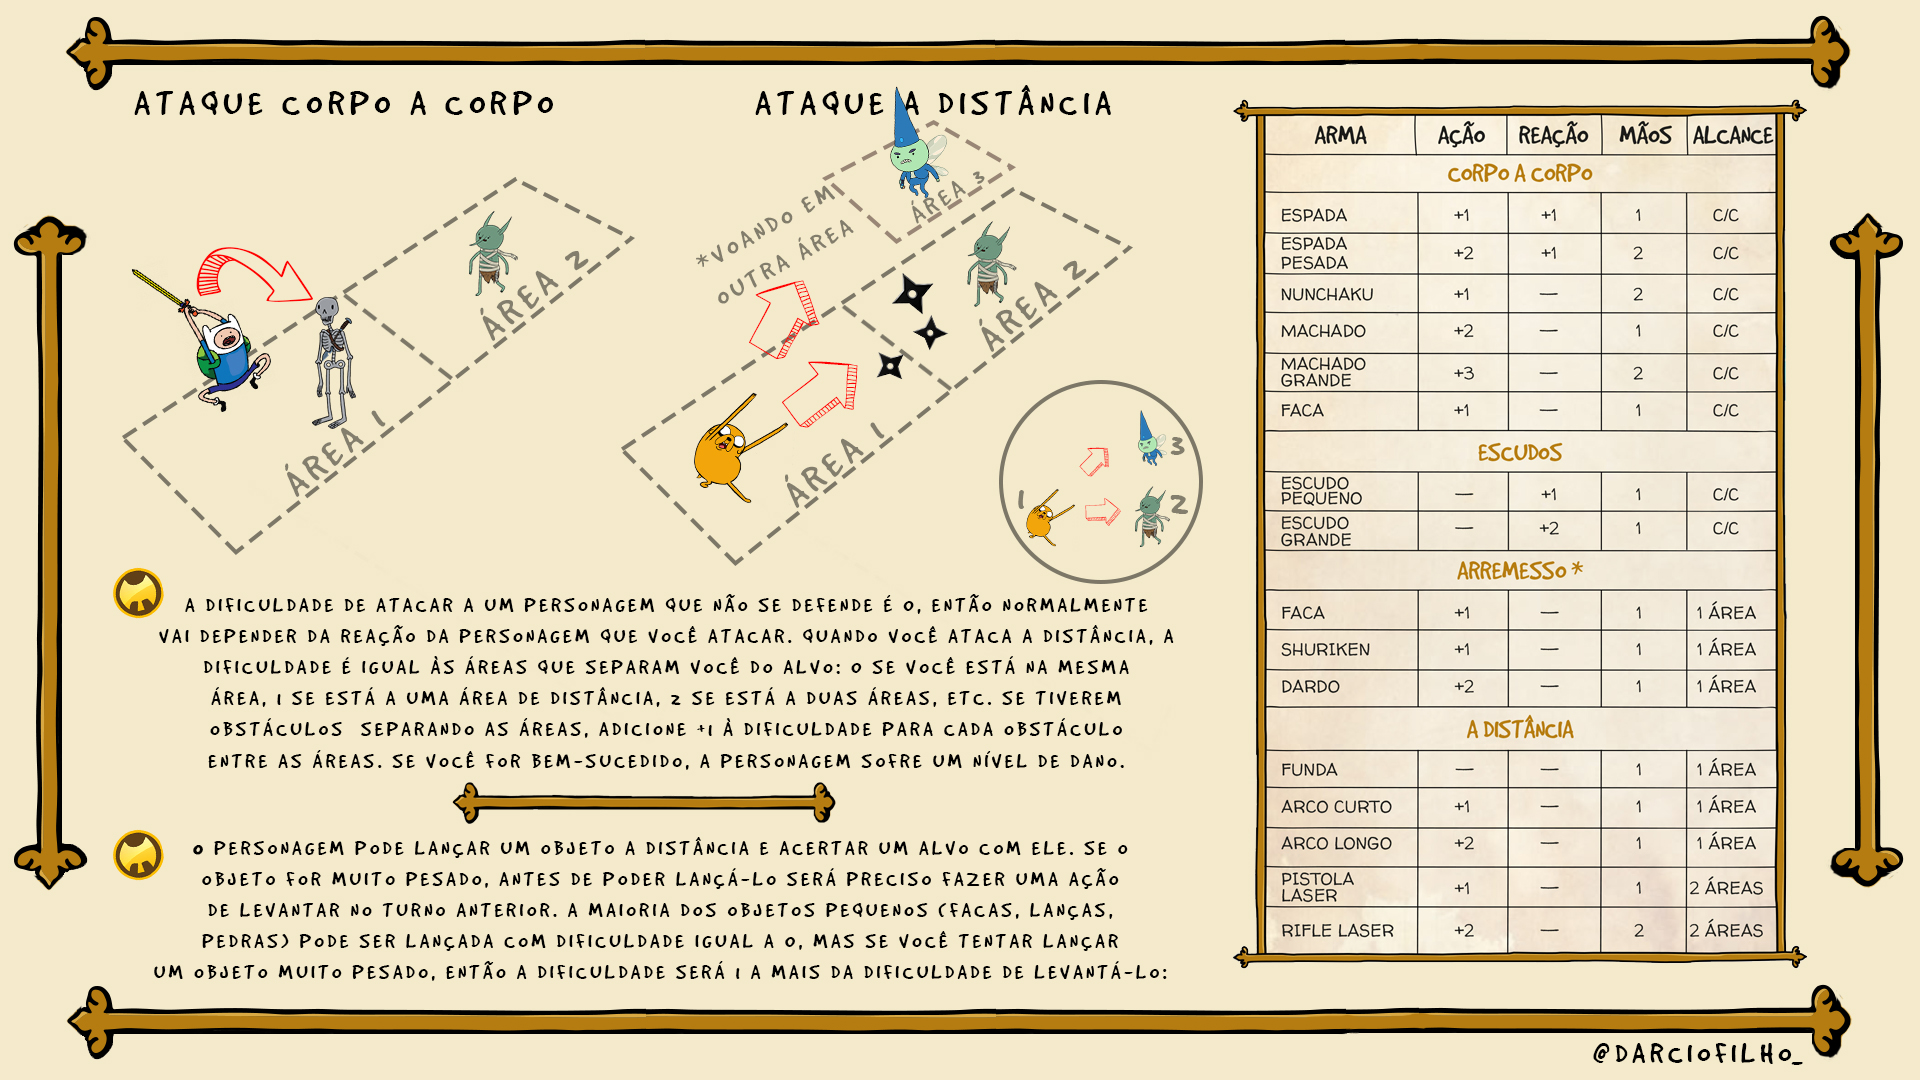 ATAQUE CORPO A CORPO
ÁREA 1
ÁREA 2
ATAQUE A DISTÂNCIA
*VOANDO EM
OUTRA ÁREA
ÁREA 3
ÁREA 2
ÁREA 1
1
3
2
A DIFICULDADE DE ATACAR A UM PERSONAGEM QUE NÃO SE DEFENDE É 0, ENTÃO NORMALMENTE
VAI DEPENDER DA REAÇÃO DA PERSONAGEM QUE VOCÊ ATACAR. QUANDO VOCÊ ATACA A DISTÂNCIA, A
DIFICULDADE É IGUAL ÀS ÁREAS QUE SEPARAM VOCÊ DO ALVO: 0 SE VOCÊ ESTÁ NA MESMA
ÁREA, 1 SE ESTÁ A UMA ÁREA DE DISTÂNCIA, 2 SE ESTÁ A DUAS ÁREAS, ETC. SE TIVEREM
OBSTÁCULOS SEPARANDO AS ÁREAS, ADICIONE +1 À DIFICULDADE PARA CADA OBSTÁCULO
ENTRE AS ÁREAS. SE VOCÊ FOR BEM-SUCEDIDO, A PERSONAGEM SOFRE UM NÍVEL DE DANO.
O PERSONAGEM PODE LANÇAR UM OBJETO A DISTÂNCIA E ACERTAR UM ALVO COM ELE. SE O
OBJETO FOR MUITO PESADO, ANTES DE PODER LANÇÁ-LO SERÁ PRECISO FAZER UMA AÇÃO
DE LEVANTAR NO TURNO ANTERIOR. A MAIORIA DOS OBJETOS PEQUENOS (FACAS, LANÇAS,
PEDRAS) PODE SER LANÇADA COM DIFICULDADE IGUAL A 0, MAS SE VOCÊ TENTAR LANÇAR
UM OBJETO MUITO PESADO, ENTÃO A DIFICULDADE SERÁ 1 A MAIS DA DIFICULDADE DE LEVANTÁ-LO:
ARMA AÇÃO REAÇÃO MÃOS ALCANCE
CORPO A CORPO
ESPADA +1 +1 1 C/C
ESPADA
PESADA +2 +1 2 C/C
NUNCHAKU +1 — 2 C/C
MACHADO +2 — 1 C/C
MACHADO
GRANDE +3 — 2 C/C
FACA +1 — 1 C/C
ESCUDOS
ESCUDO
PEQUENO — +1 1 C/C
ESCUDO
GRANDE — +2 1 C/C
ARREMESSO *
FACA +1 — 1 1 ÁREA
SHURIKEN +1 — 1 1 ÁREA
DARDO +2 — 1 1 ÁREA
A DISTÂNCIA
FUNDA — — 1 1 ÁREA
ARCO CURTO +1 — 1 1 ÁREA
ARCO LONGO +2 — 1 1 ÁREA
PISTOLA
LASER +1 — 1 2 ÁREAS
RIFLE LASER +2 — 2 2 ÁREAS
@DARCIOFILHO_